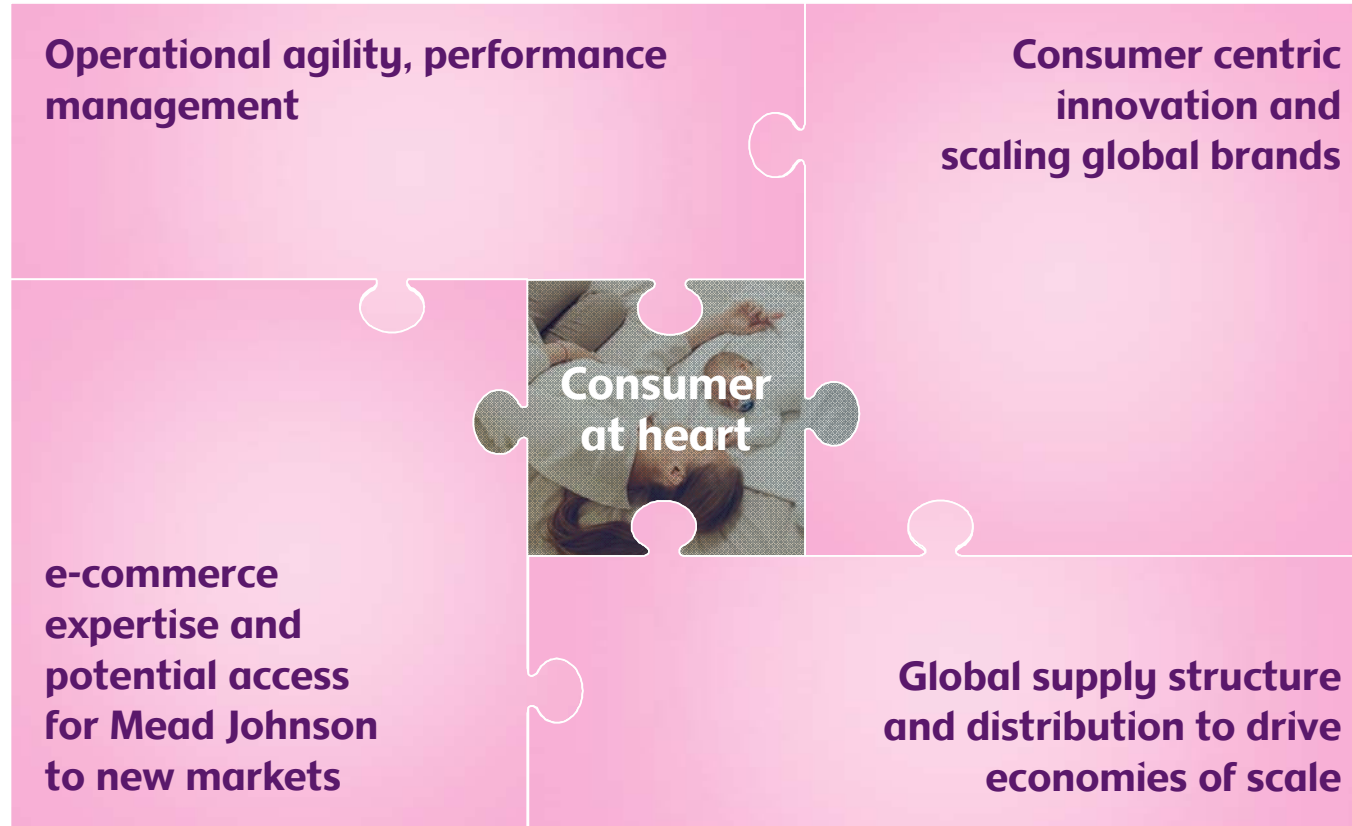 Operational agility, performance
management
Consumer centric
innovation and
scaling global brands
Consumer
at heart
e-commerce
expertise and
potential access
for Mead Johnson
to new markets
Global supply structure
and distribution to drive
economies of scale